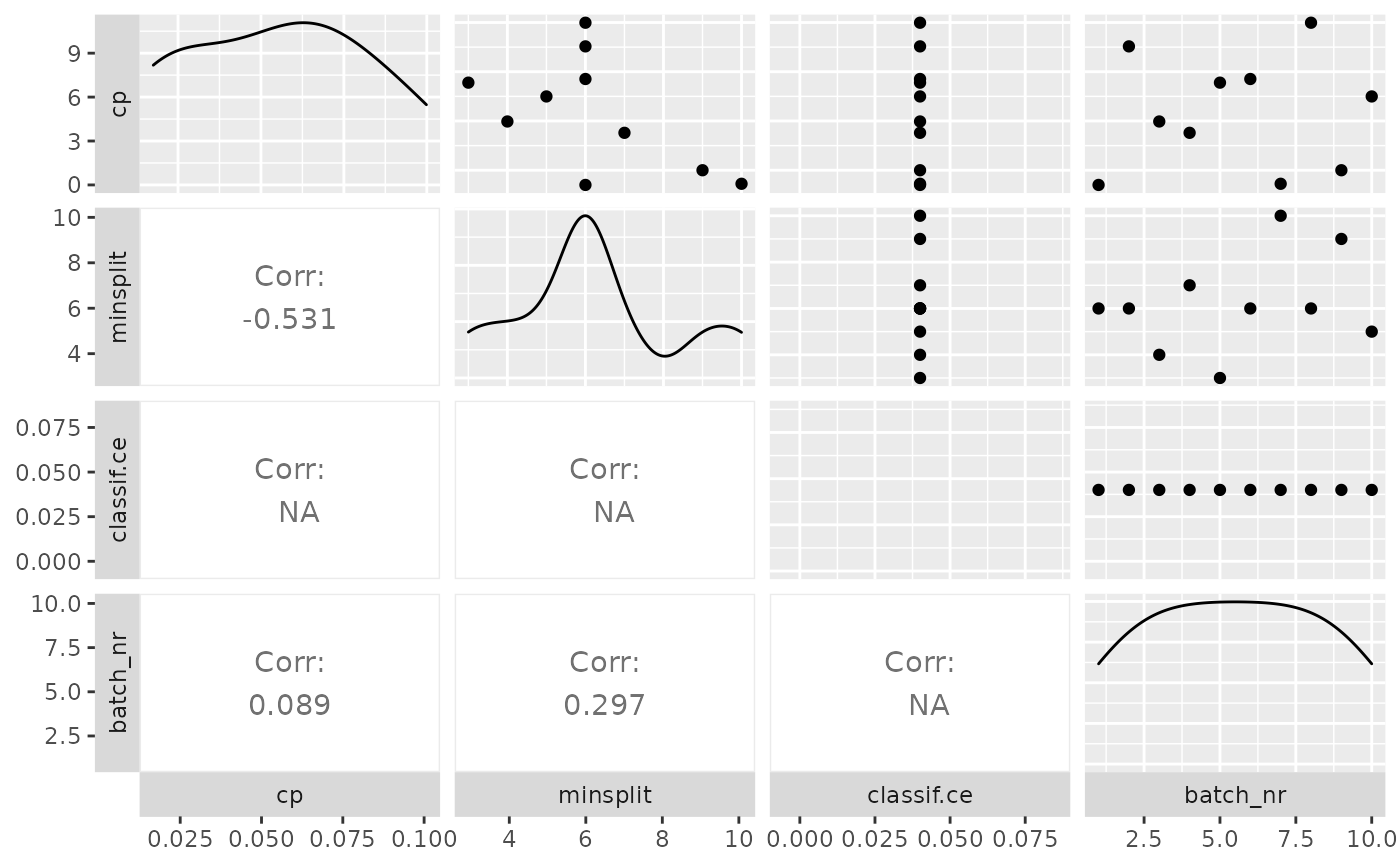 9
6
3
0
cp
10
8
6
4
minsplit
Corr:
-0.531
0.075
0.050
0.025
0.000
classif.ce
Corr:
NA
Corr:
NA
10.0
7.5
5.0
2.5
batch_nr
Corr:
0.089
Corr:
0.297
Corr:
NA
cp minsplit classif.ce batch_nr
0.025 0.050 0.075 0.100 4 6 8 10 0.000 0.025 0.050 0.075 2.5 5.0 7.5 10.0